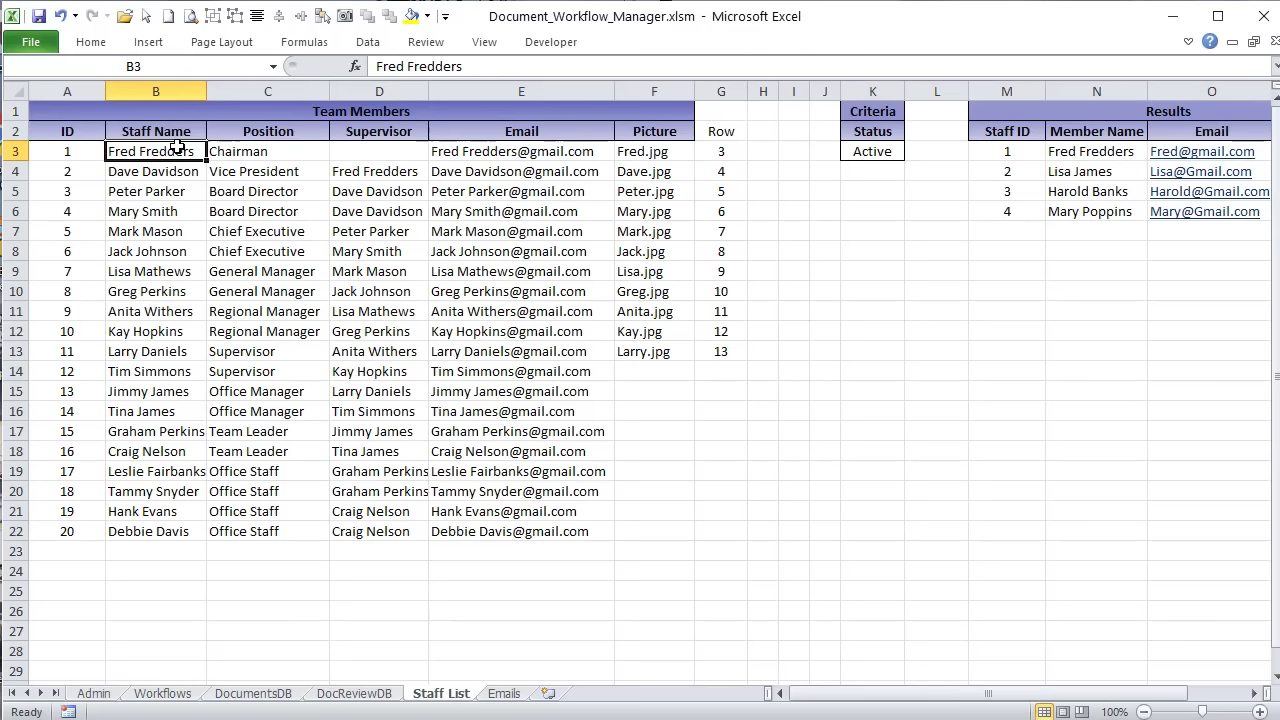 Document_Workflow_Manager.xlsm - Microsoft Excel
File Home Insert Page Layout Formulas Data Review View Developer
B3 fx Fred Fredders
A B C D E F G H I J K L M N O
1 Team Members Criteria Results
2 ID Staff Name Position Supervisor Email Picture Row Status Staff ID Member Name Email
3 1 Fred Fredders Chairman Fred Fredders@gmail.com Fred.jpg 3 Active 1 Fred Fredders Fred@gmail.com
4 2 Dave Davidson Vice President Fred Fredders Dave Davidson@gmail.com Dave.jpg 4 2 Lisa James Lisa@Gmail.com
5 3 Peter Parker Board Director Dave Davidson Peter Parker@gmail.com Peter.jpg 5 3 Harold Banks Harold@Gmail.com
6 4 Mary Smith Board Director Dave Davidson Mary Smith@gmail.com Mary.jpg 6 4 Mary Poppins Mary@Gmail.com
7 5 Mark Mason Chief Executive Peter Parker Mark Mason@gmail.com Mark.jpg 7
8 6 Jack Johnson Chief Executive Mary Smith Jack Johnson@gmail.com Jack.jpg 8
9 7 Lisa Mathews General Manager Mark Mason Lisa Mathews@gmail.com Lisa.jpg 9
10 8 Greg Perkins General Manager Jack Johnson Greg Perkins@gmail.com Greg.jpg 10
11 9 Anita Withers Regional Manager Lisa Mathews Anita Withers@gmail.com Anita.jpg 11
12 10 Kay Hopkins Regional Manager Greg Perkins Kay Hopkins@gmail.com Kay.jpg 12
13 11 Larry Daniels Supervisor Anita Withers Larry Daniels@gmail.com Larry.jpg 13
14 12 Tim Simmons Supervisor Kay Hopkins Tim Simmons@gmail.com
15 13 Jimmy James Office Manager Larry Daniels Jimmy James@gmail.com
16 14 Tina James Office Manager Tim Simmons Tina James@gmail.com
17 15 Graham Perkins Team Leader Jimmy James Graham Perkins@gmail.com
18 16 Craig Nelson Team Leader Tina James Craig Nelson@gmail.com
19 17 Leslie Fairbanks Office Staff Graham Perkins Leslie Fairbanks@gmail.com
20 18 Tammy Snyder Office Staff Graham Perkins Tammy Snyder@gmail.com
21 19 Hank Evans Office Staff Craig Nelson Hank Evans@gmail.com
22 20 Debbie Davis Office Staff Craig Nelson Debbie Davis@gmail.com
23
24
25
26
27
28
29
Admin Workflows DocumentsDB DocReviewDB Staff List Emails
Ready 100%